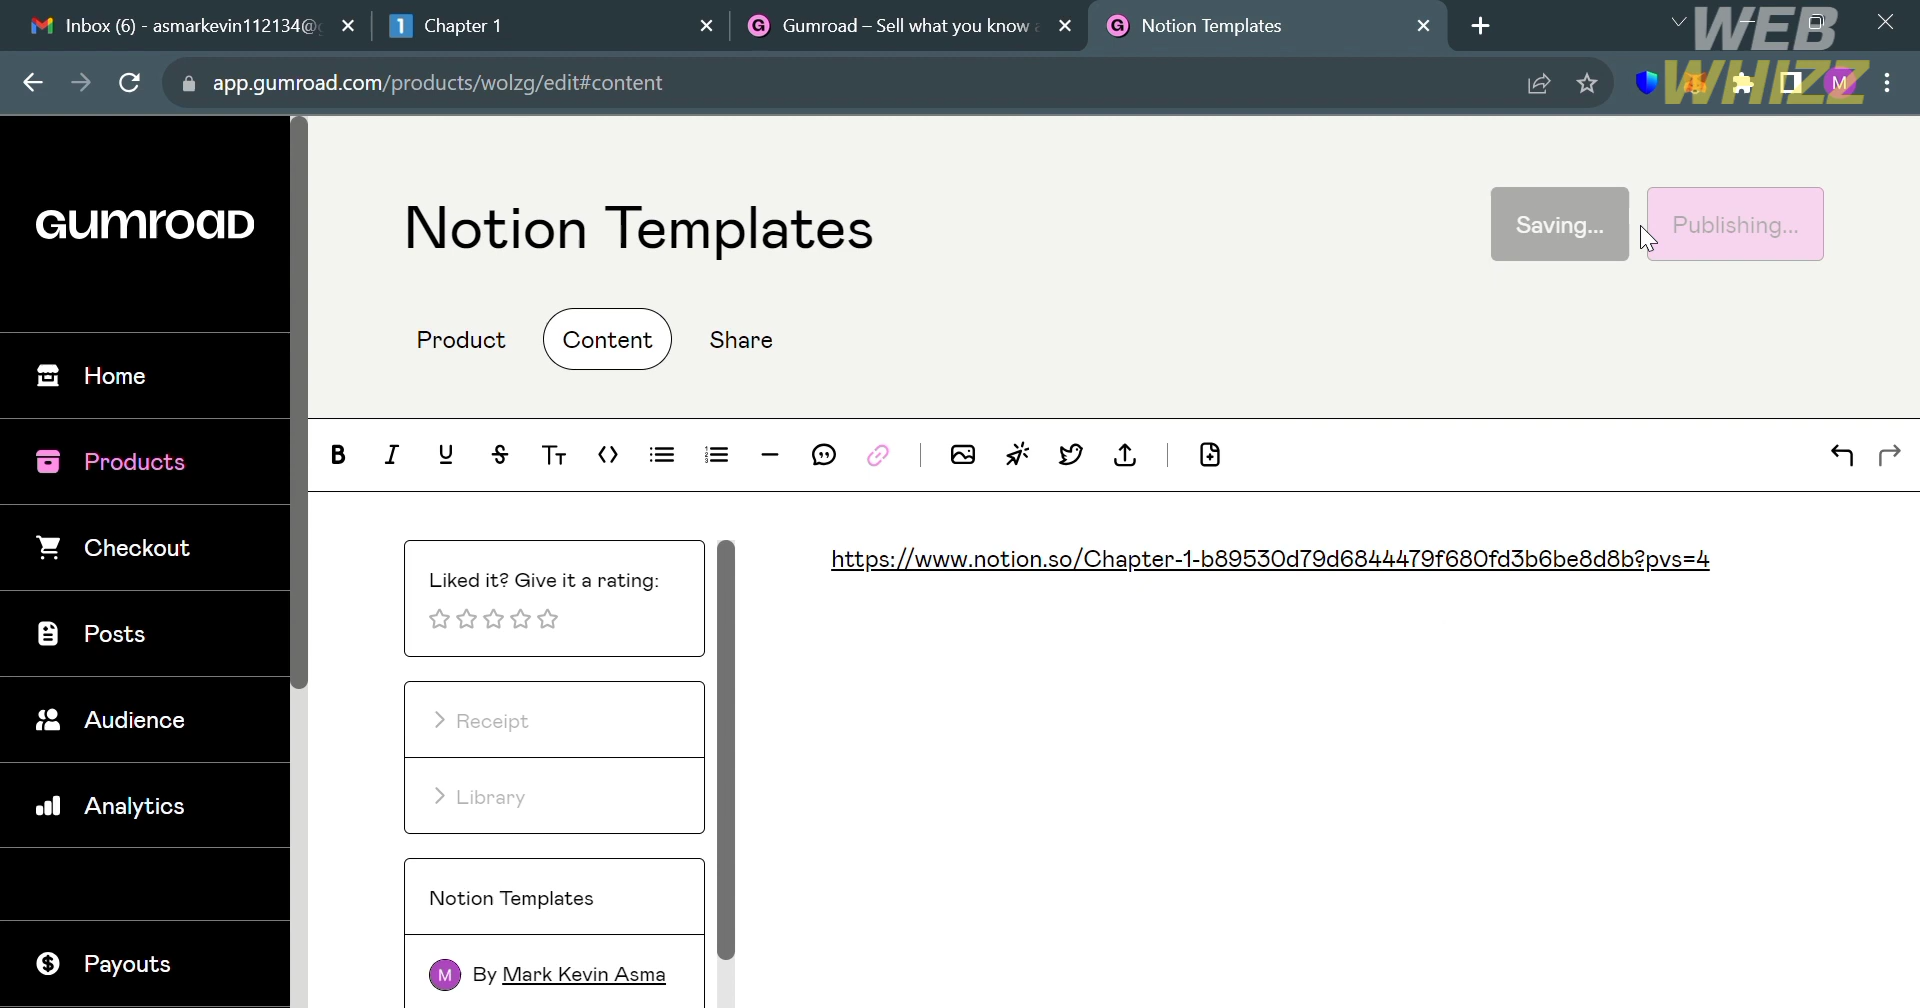 Inbox (6) - asmarkevin112134@g
1 Chapter 1
G Gumroad – Sell what you know a
G Notion Templates
WEB
WHIZZ
app.gumroad.com/products/wolzg/edit#content
M
GUMROAD
Notion Templates
Saving...
Publishing...
Product
Content
Share
Home
Products
Checkout
Posts
Audience
Analytics
Payouts
https://www.notion.so/Chapter-1-b89530d79d6844479f680fd3b6be8d8b?pvs=4
Liked it? Give it a rating:
Receipt
Library
Notion Templates
M By Mark Kevin Asma